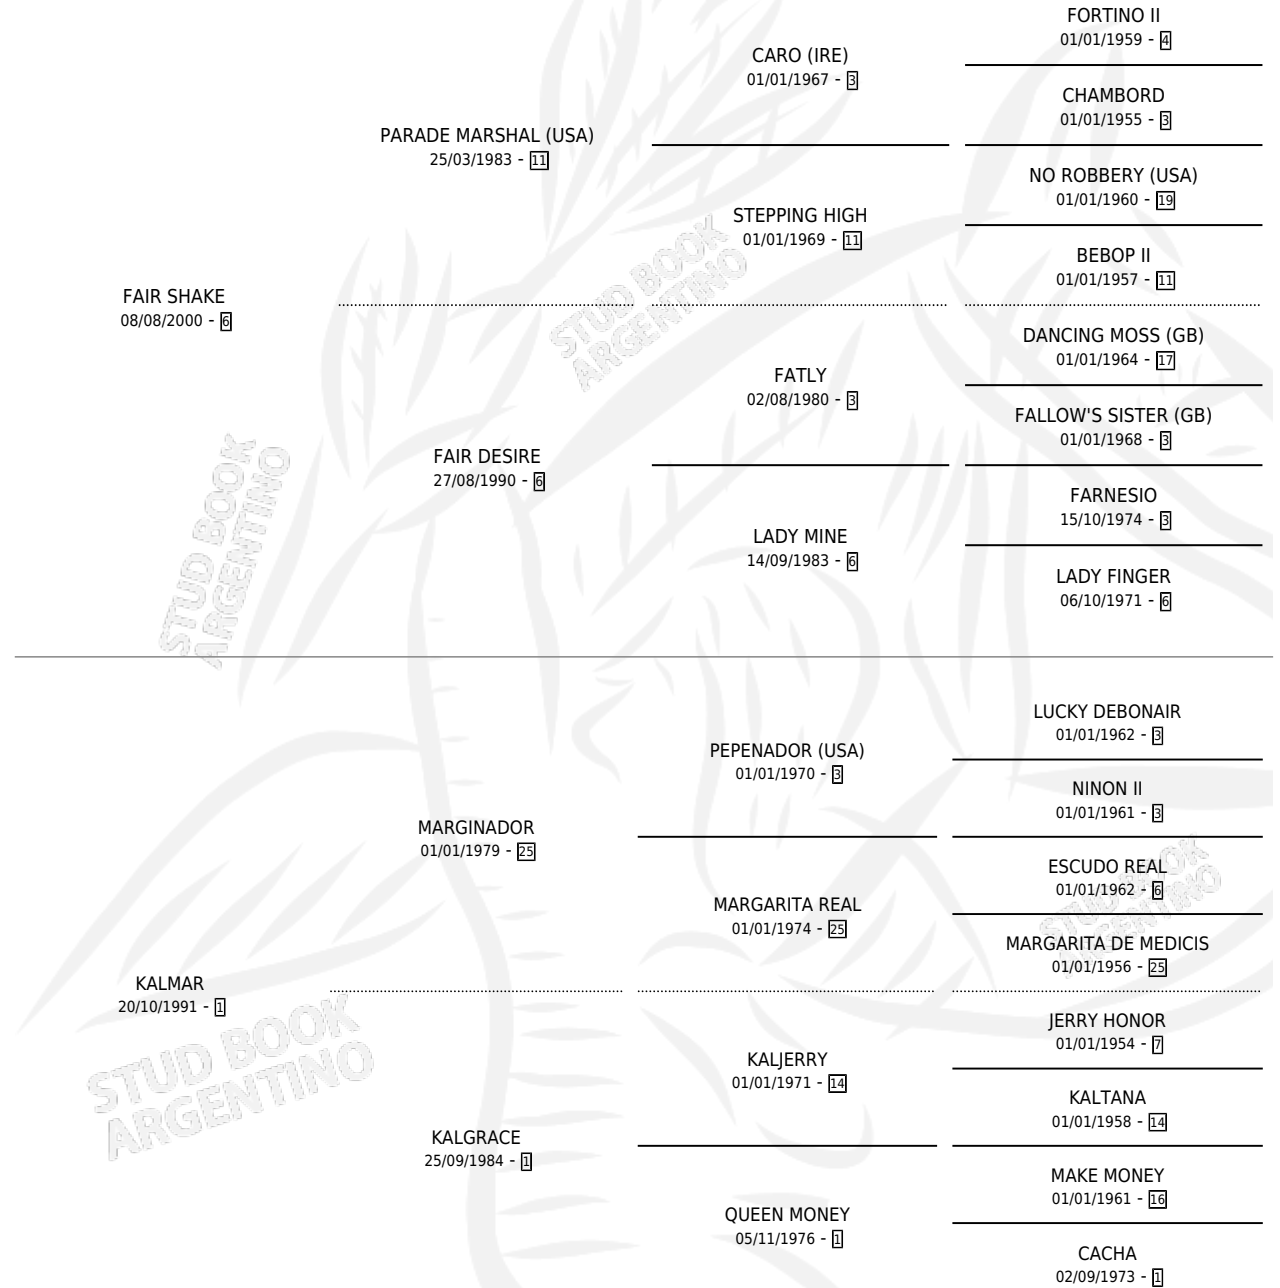 FORTINO II
01/01/1959 - 4
CARO (IRE)
01/01/1967 - 3
CHAMBORD
01/01/1955 - 3
PARADE MARSHAL (USA)
25/03/1983 - 11
NO ROBBERY (USA)
01/01/1960 - 19
STEPPING HIGH
01/01/1969 - 11
BEBOP II
01/01/1957 - 11
FAIR SHAKE
08/08/2000 - 6
DANCING MOSS (GB)
01/01/1964 - 17
FATLY
02/08/1980 - 3
FALLOW'S SISTER (GB)
01/01/1968 - 3
FAIR DESIRE
27/08/1990 - 6
FARNESIO
15/10/1974 - 3
LADY MINE
14/09/1983 - 6
LADY FINGER
06/10/1971 - 6
LUCKY DEBONAIR
01/01/1962 - 3
PEPENADOR (USA)
01/01/1970 - 3
NINON II
01/01/1961 - 3
MARGINADOR
01/01/1979 - 25
ESCUDO REAL
01/01/1962 - 6
MARGARITA REAL
01/01/1974 - 25
MARGARITA DE MEDICIS
01/01/1956 - 25
KALMAR
20/10/1991 - 1
JERRY HONOR
01/01/1954 - 7
KALJERRY
01/01/1971 - 14
KALTANA
01/01/1958 - 14
KALGRACE
25/09/1984 - 1
MAKE MONEY
01/01/1961 - 16
QUEEN MONEY
05/11/1976 - 1
CACHA
02/09/1973 - 1
STUD BOOK
ARGENTINO
STUD BOOK
ARGENTINO
STUD BOOK
ARGENTINO
STUD BOOK
ARGENTINO